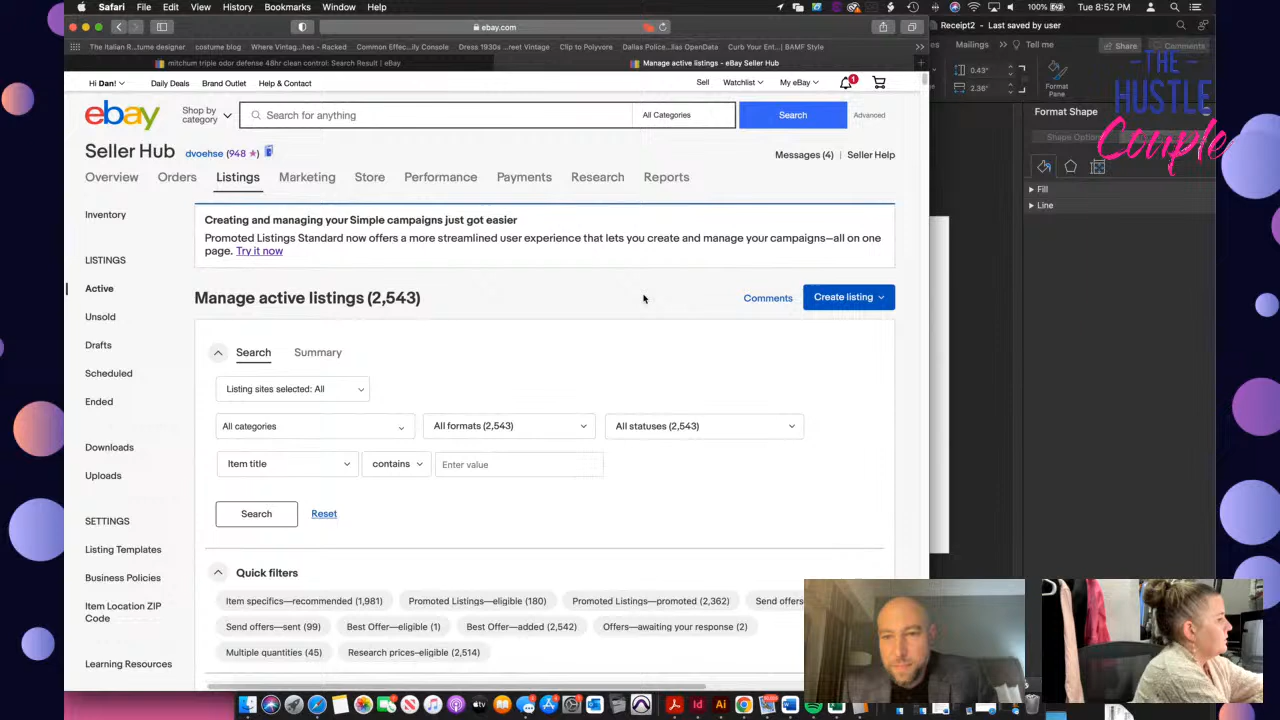 Safari File Edit View History Bookmarks Window Help
Tue 8:52 PM
ebay.com
Receipt2 — Last saved by user
The Italian R...tume designer costume blog Where Vintag...hes - Racked Common Effec...ily Console Dress 1930s ...reet Vintage Clip to Polyvore Dallas Police...llas OpenData Curb Your Ent...| BAMF Style
Mailings Tell me Share Comments
mitchum triple odor defense 48hr clean control: Search Result | eBay
Manage active listings - eBay Seller Hub
0.43"
2.36"
Format
Pane
THE
HUSTLE
Couple
Hi Dan! Daily Deals Brand Outlet Help & Contact
Sell Watchlist My eBay 1
ebay
Shop by
category
Search for anything
All Categories
Search
Advanced
Format Shape
Shape Options
Fill
Line
Seller Hub dvoehse (948 ★)
Messages (4) | Seller Help
Overview Orders Listings Marketing Store Performance Payments Research Reports
Inventory
LISTINGS
Active
Unsold
Drafts
Scheduled
Ended
Downloads
Uploads
SETTINGS
Listing Templates
Business Policies
Item Location ZIP
Code
Learning Resources
Creating and managing your Simple campaigns just got easier
Promoted Listings Standard now offers a more streamlined user experience that lets you create and manage your campaigns—all on one
page. Try it now
Manage active listings (2,543)
Comments
Create listing
Search Summary
Listing sites selected: All
All categories All formats (2,543) All statuses (2,543)
Item title contains Enter value
Search Reset
Quick filters
Item specifics—recommended (1,981) Promoted Listings—eligible (180) Promoted Listings—promoted (2,362) Send offers
Send offers—sent (99) Best Offer—eligible (1) Best Offer—added (2,542) Offers—awaiting your response (2)
Multiple quantities (45) Research prices-eligible (2,514)